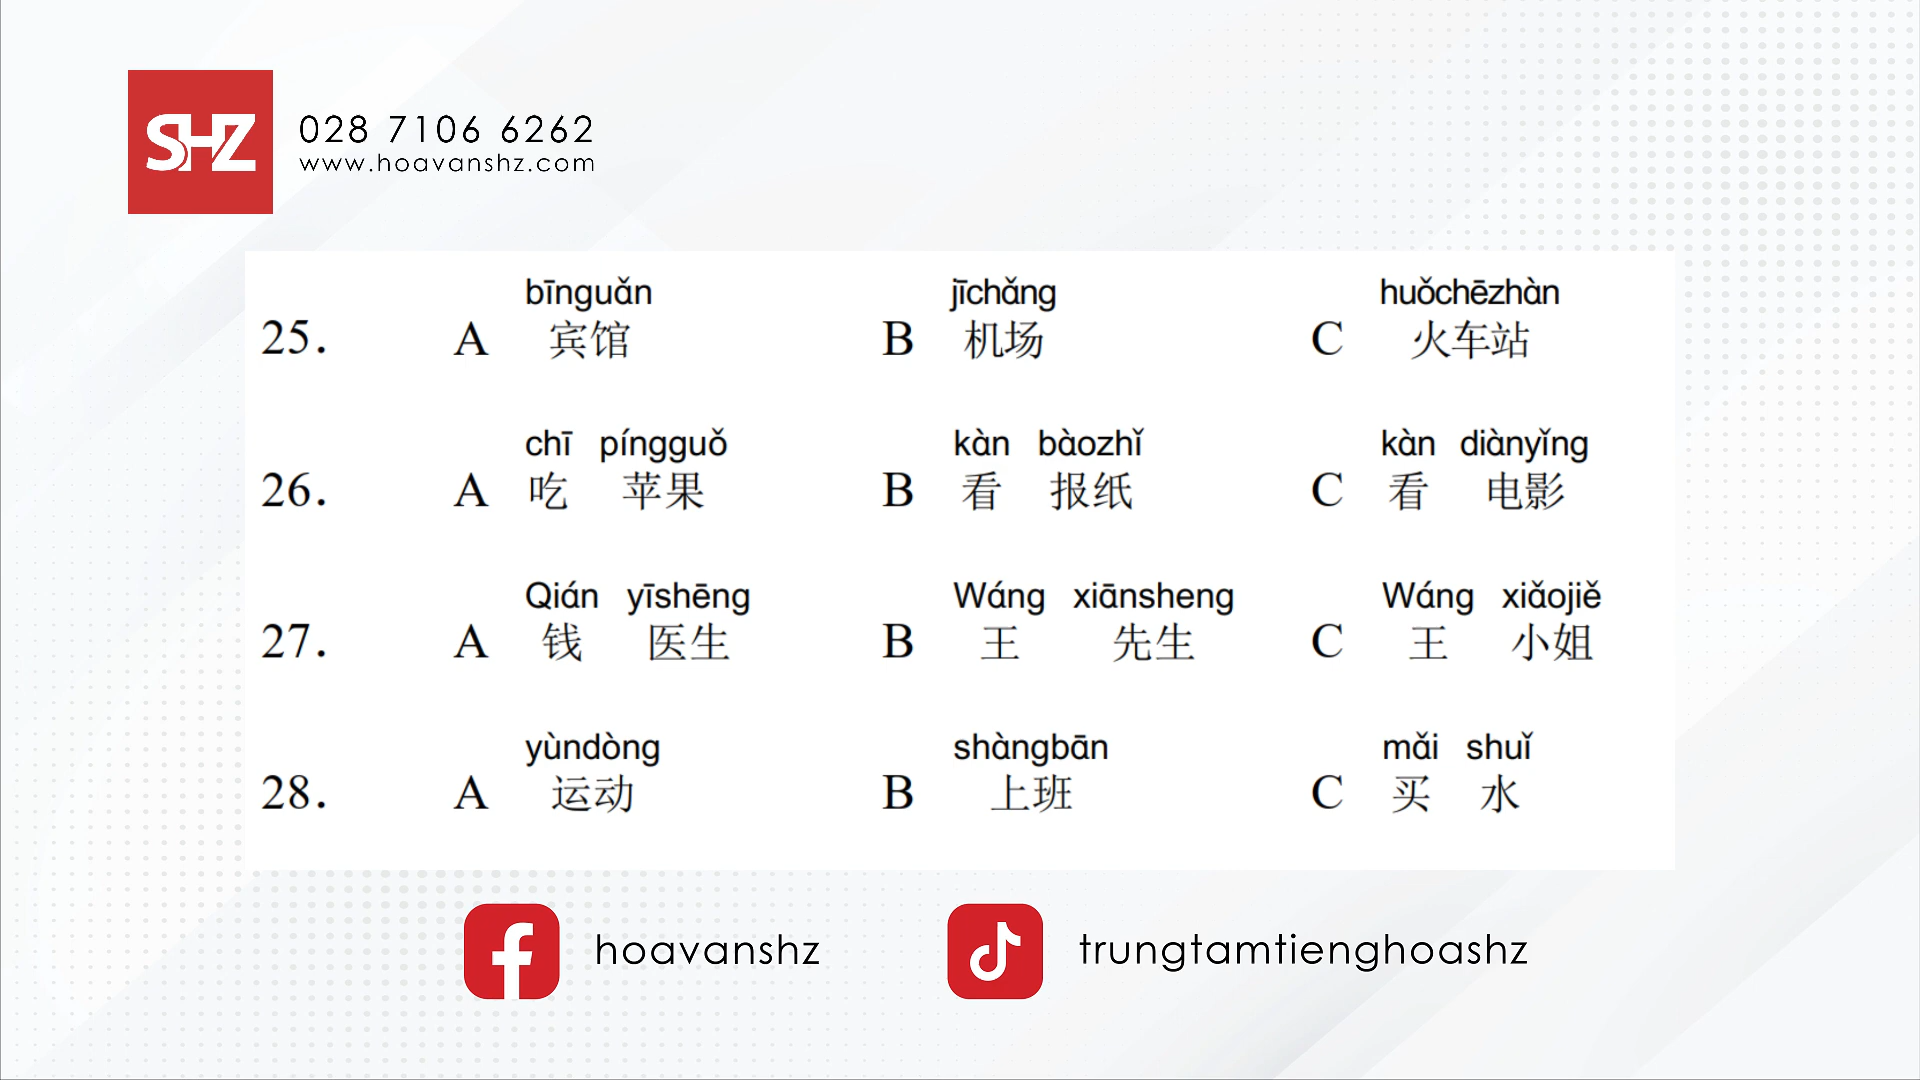 SHZ
028 7106 6262
www.hoavanshz.com
bīnguǎn jīchǎng huǒchēzhàn
25. A 宾馆 B 机场 C 火车站
chī píngguǒ kàn bàozhǐ kàn diànyǐng
26. A 吃 苹果 B 看 报纸 C 看 电影
Qián yīshēng Wáng xiānsheng Wáng xiǎojiě
27. A 钱 医生 B 王 先生 C 王 小姐
yùndòng shàngbān mǎi shuǐ
28. A 运动 B 上班 C 买 水
hoavanshz trungtamtienghoashz